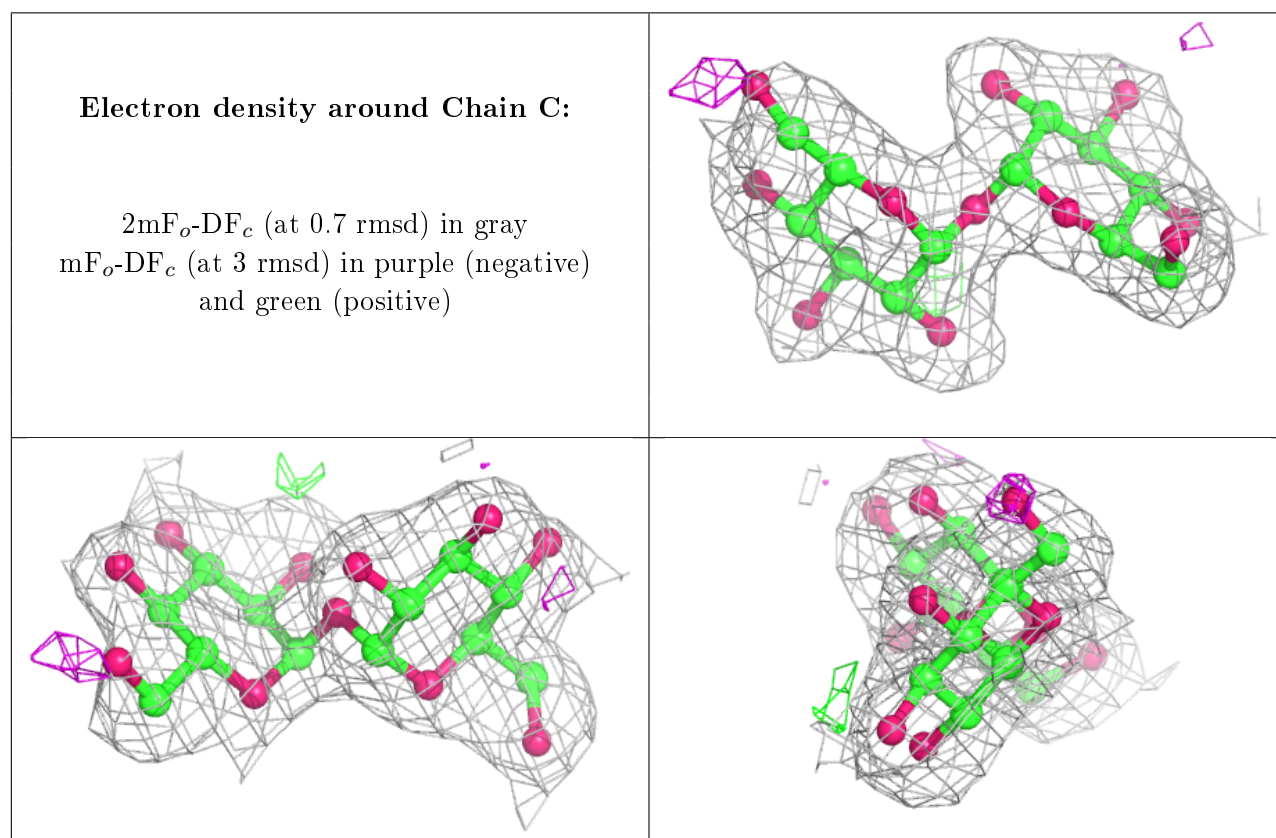 Electron density around Chain C:
2mFo-DFc (at 0.7 rmsd) in gray
mFo-DFc (at 3 rmsd) in purple (negative)
and green (positive)